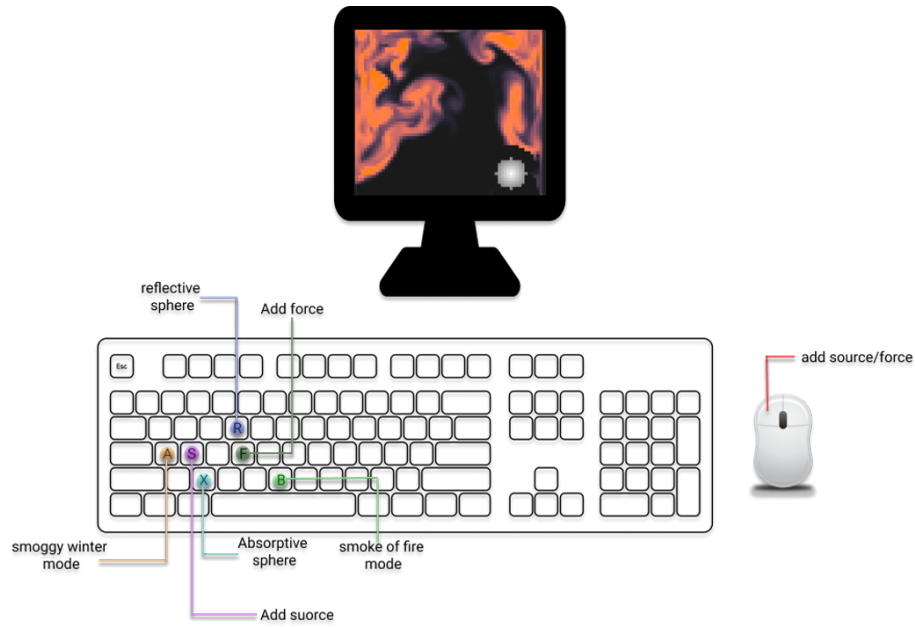 reflective
sphere
Add force
add source/force
Esc
R
A
S
F
X
B
smoggy winter
mode
Absorptive
sphere
smoke of fire
mode
Add suorce